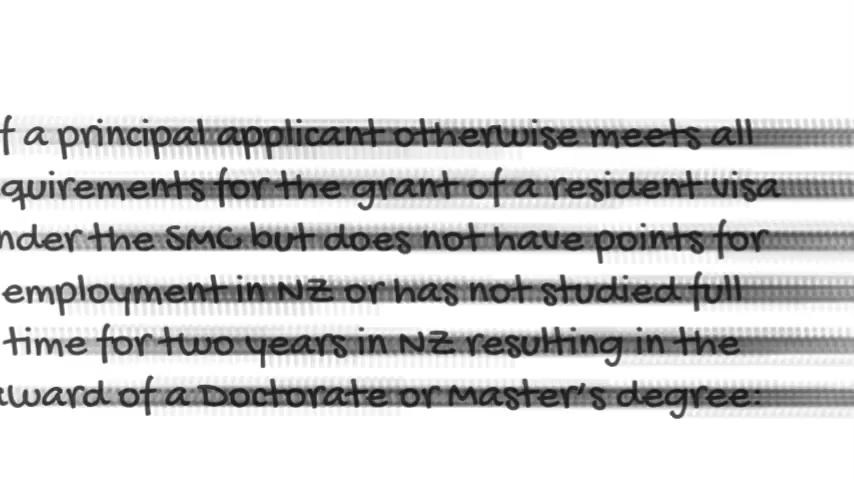 f a principal applicant otherwise meets all
quirements for the grant of a resident visa
nder the SMC but does not have points for
employment in NZ or has not studied full
time for two years in NZ resulting in the
ward of a Doctorate or Master's degree: